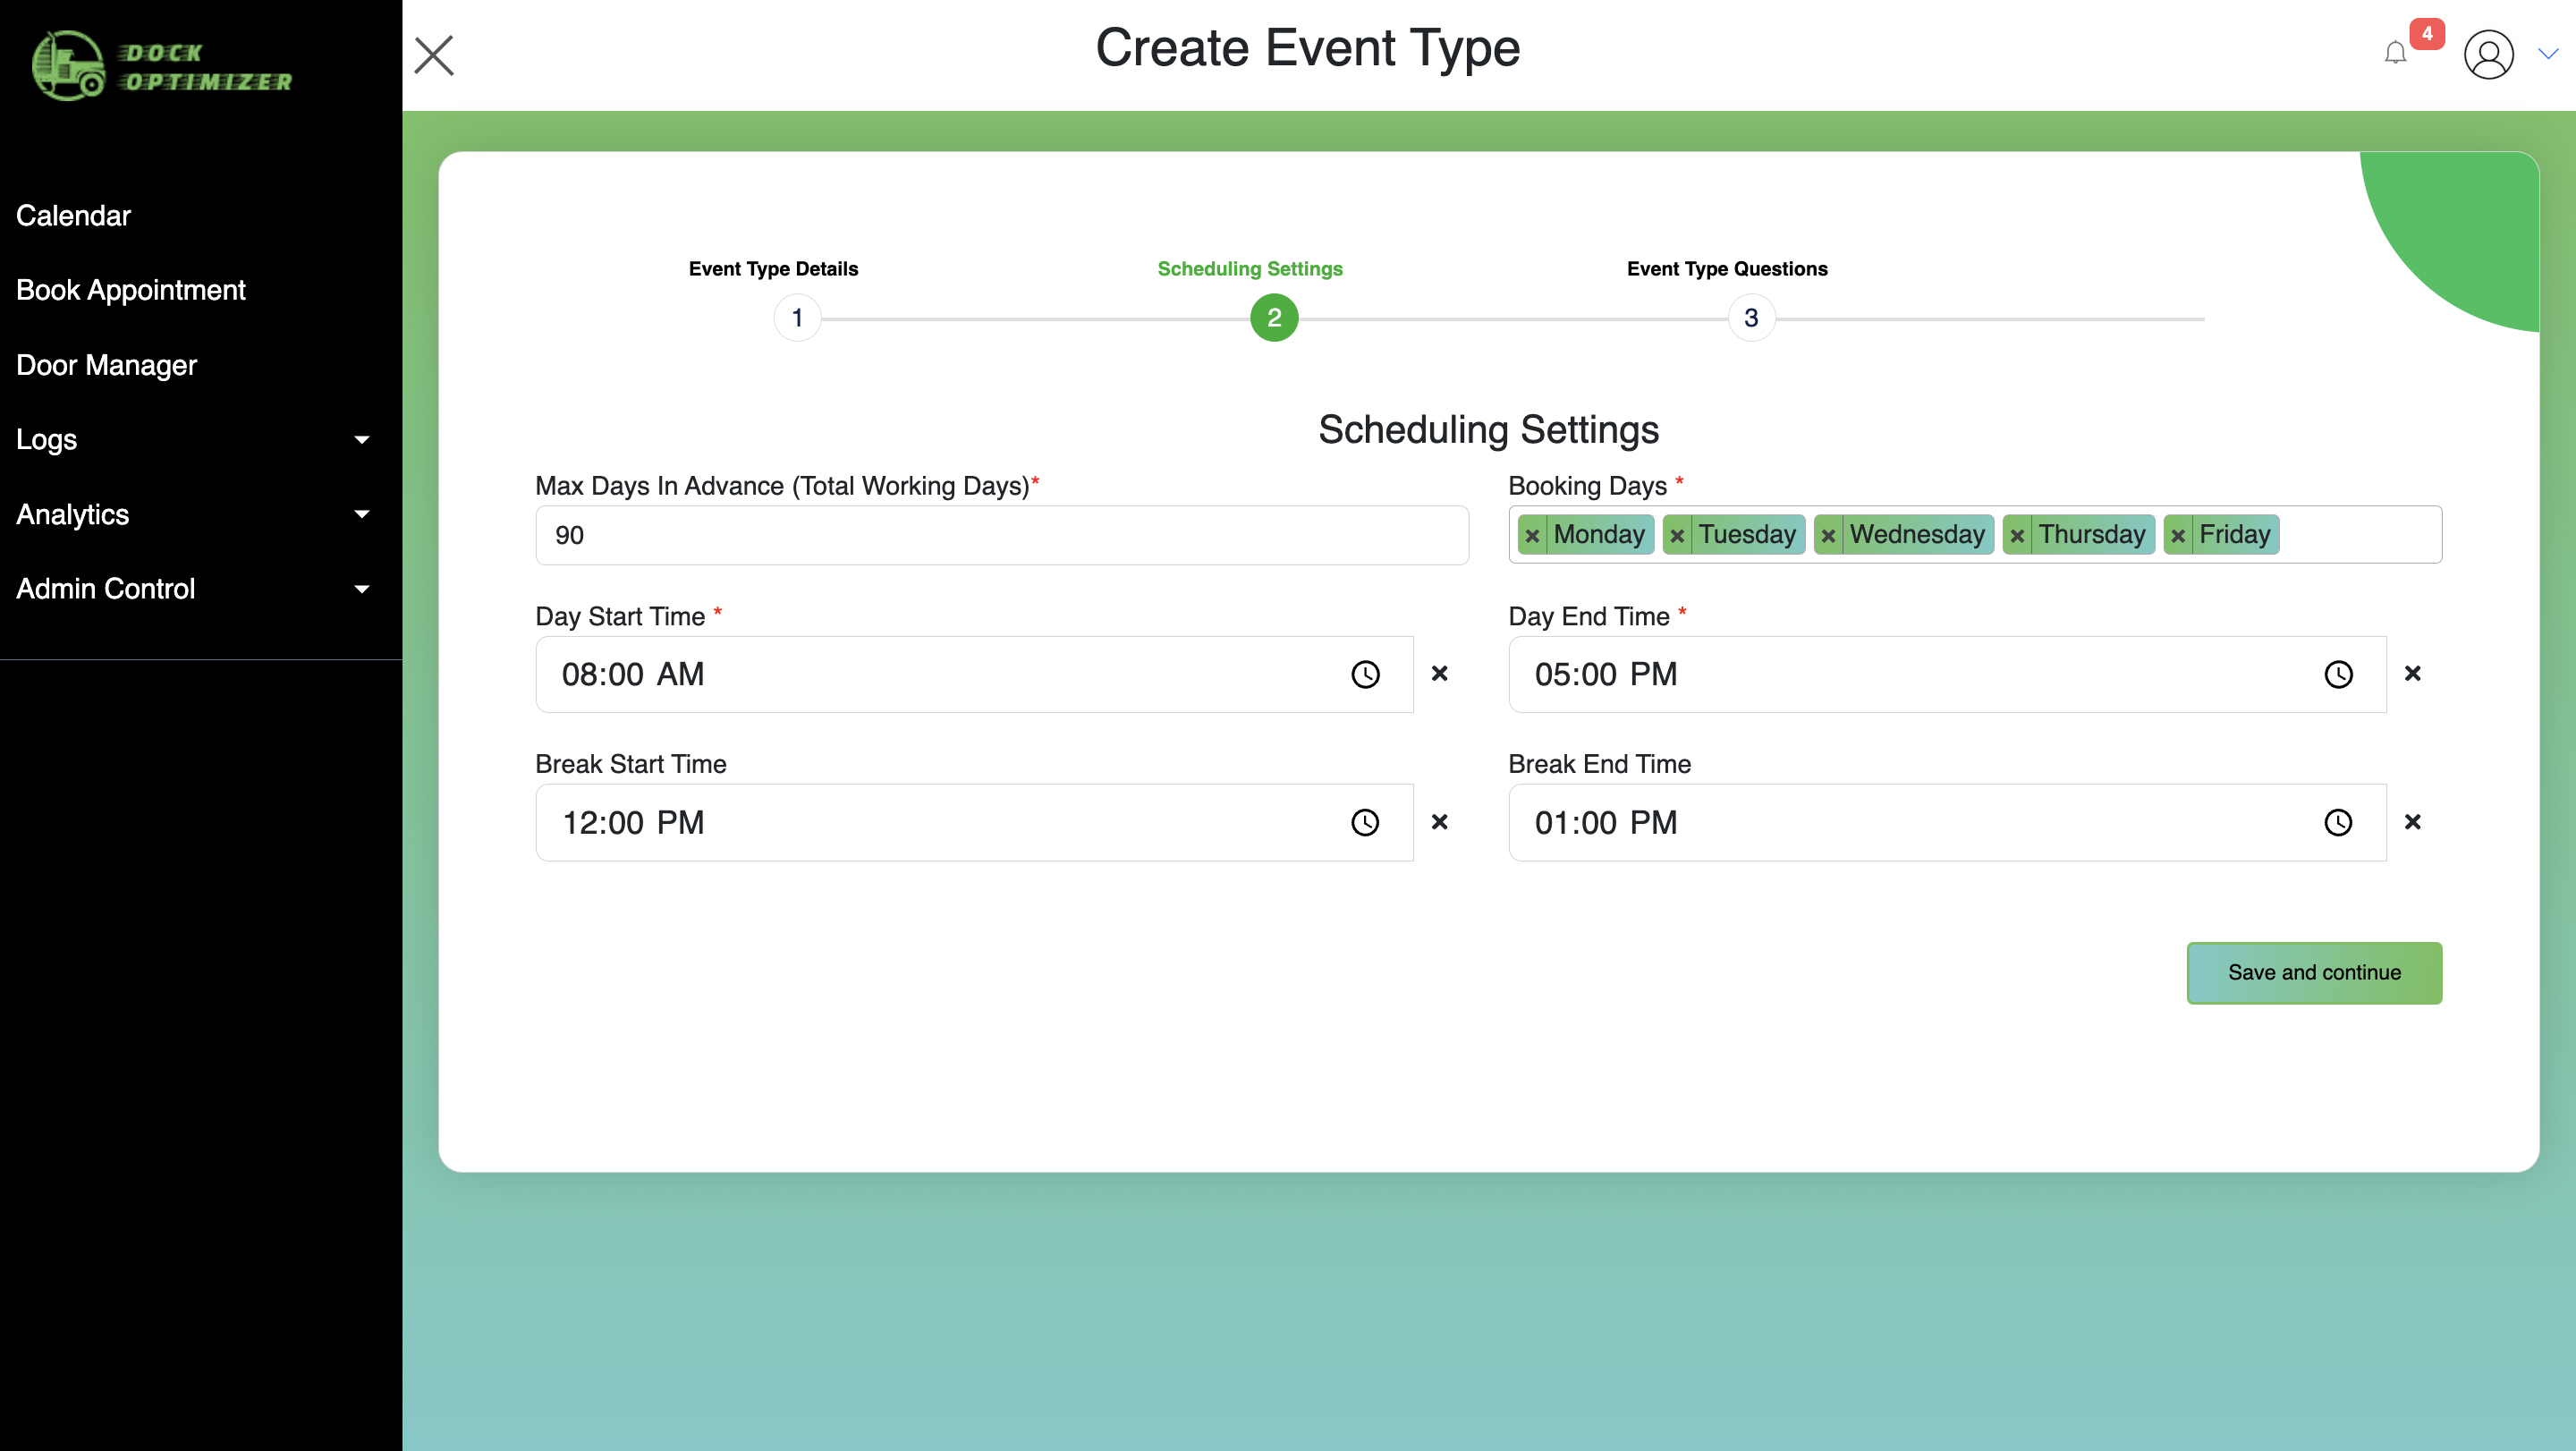 DOCK
OPTIMIZER
Create Event Type
4
Calendar
Book Appointment
Door Manager
Logs
Analytics
Admin Control
Event Type Details
Scheduling Settings
Event Type Questions
1
2
3
Scheduling Settings
Max Days In Advance (Total Working Days)*
Booking Days *
90
× Monday × Tuesday × Wednesday × Thursday × Friday
Day Start Time *
Day End Time *
08:00 AM
05:00 PM
Break Start Time
Break End Time
12:00 PM
01:00 PM
Save and continue